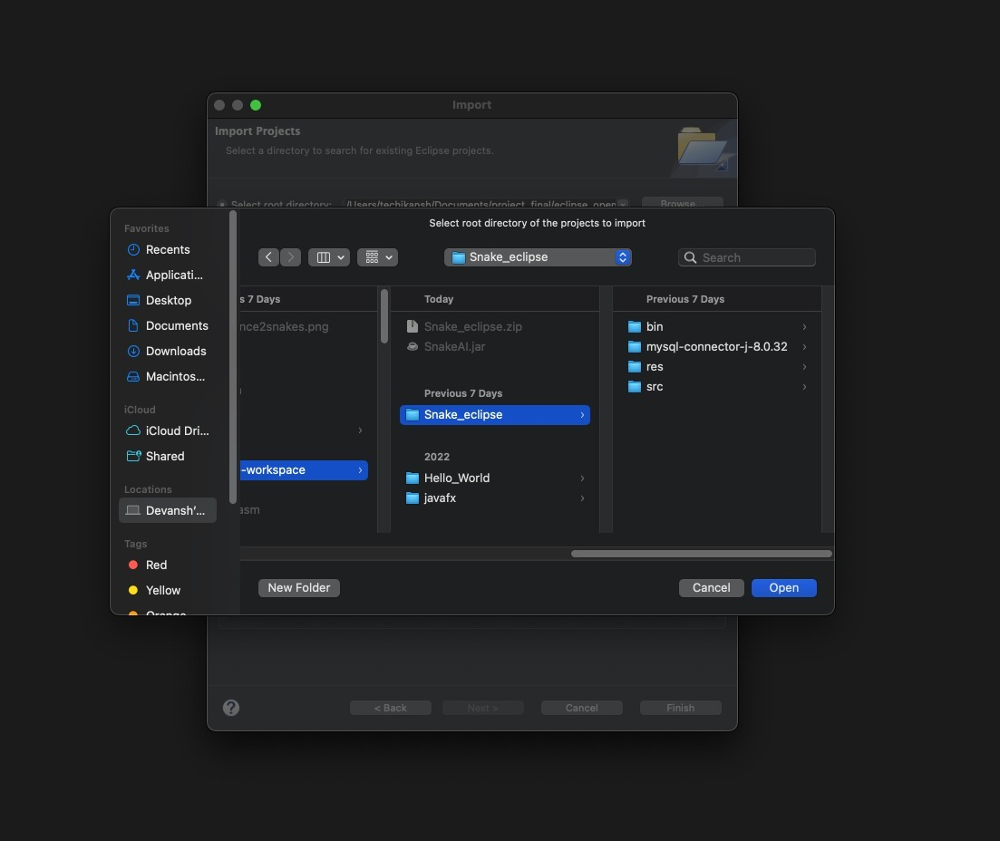 Import
Import Projects
Select a directory to search for existing Eclipse projects.
Select root directory: /Users/techikansh/Documents/project_final/eclipse_oper Browse...
Select root directory of the projects to import
Favorites
Recents
Applicati...
Desktop
Documents
Downloads
Macintos...
iCloud
iCloud Dri...
Shared
Locations
Devansh'...
Tags
Red
Yellow
Orange
Snake_eclipse
Search
s 7 Days
nce2snakes.png
-workspace
asm
Today
Snake_eclipse.zip
SnakeAI.jar
Previous 7 Days
Snake_eclipse
2022
Hello_World
javafx
Previous 7 Days
bin
mysql-connector-j-8.0.32
res
src
New Folder
Cancel
Open
?
< Back
Next >
Cancel
Finish